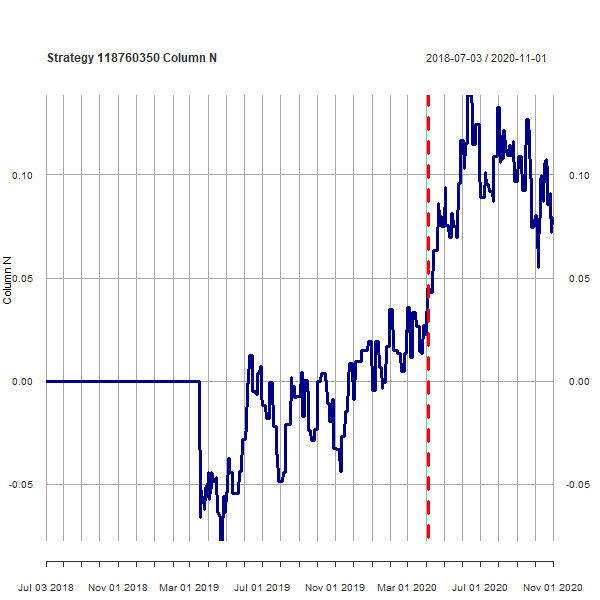 Strategy 118760350 Column N
2018-07-03 / 2020-11-01
Column N
0.10
0.10
0.05
0.05
0.00
0.00
-0.05
-0.05
Jul 03 2018
Nov 01 2018
Mar 01 2019
Jul 01 2019
Nov 01 2019
Mar 01 2020
Jul 01 2020
Nov 01 2020